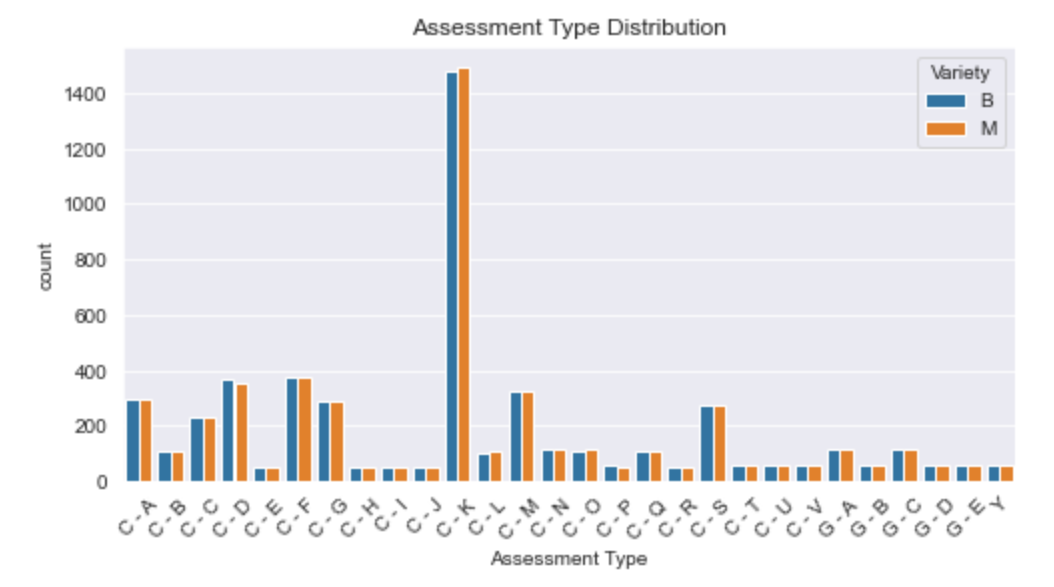 Assessment Type Distribution
Variety
B
M
count
1400
1200
1000
800
600
400
200
0
C - A
C - B
C - C
C - D
C - E
C - F
C - G
C - H
C - I
C - J
C - K
C - L
C - M
C - N
C - O
C - P
C - Q
C - R
C - S
C - T
C - U
C - V
G - A
G - B
G - C
G - D
G - E
Y
Assessment Type